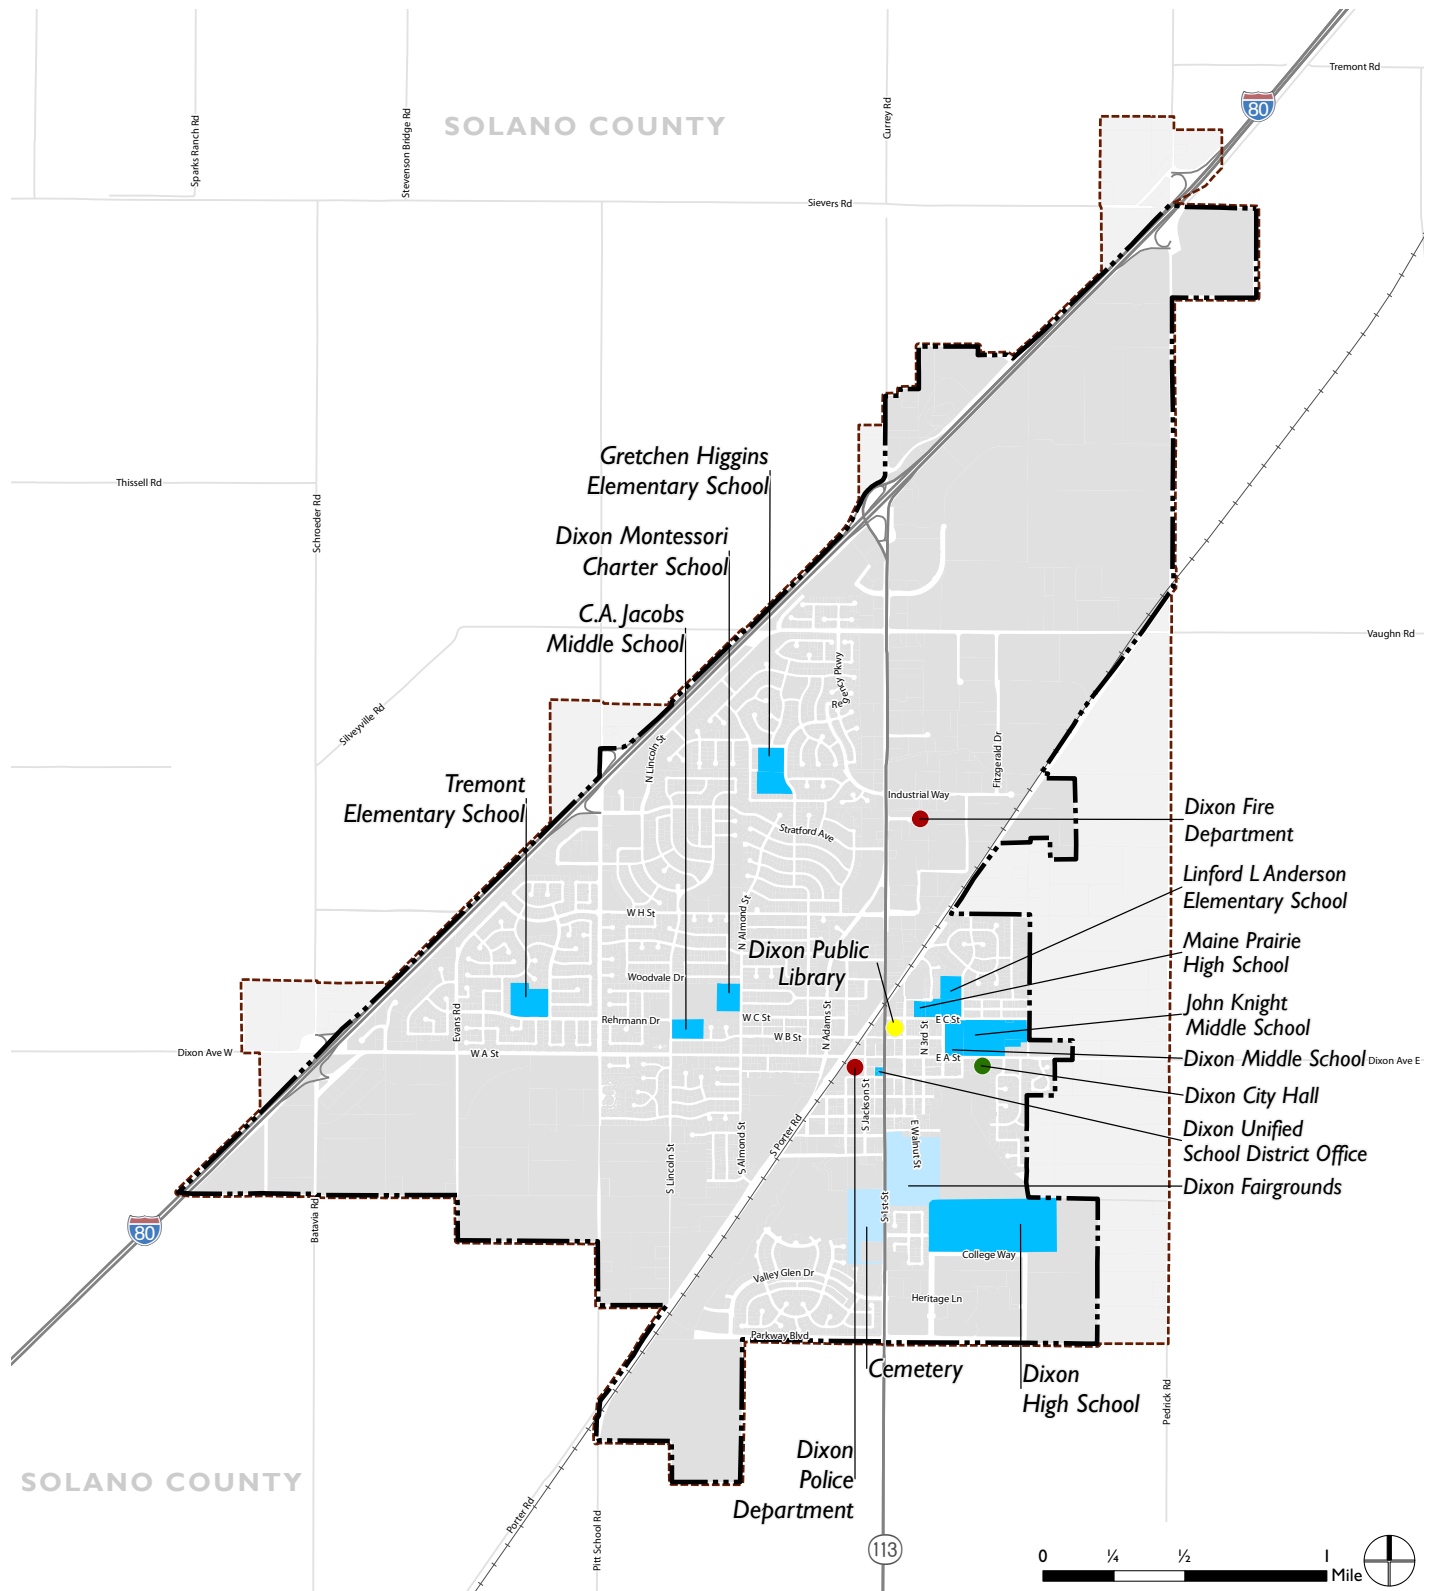 Tremont Rd
80
SOLANO COUNTY
Sparks Ranch Rd
Stevenson Bridge Rd
Currey Rd
Sievers Rd
Gretchen Higgins
Elementary School
Thissell Rd
Schroeder Rd
Dixon Montessori
Charter School
C.A. Jacobs
Middle School
Vaughn Rd
Regency Pkwy
Silveyville Rd
N Lincoln St
Fitzgerald Dr
Tremont
Elementary School
Industrial Way
Stratford Ave
Dixon Fire
Department
Linford L Anderson
Elementary School
W H St
N Almond St
Dixon Public
Library
Maine Prairie
High School
Woodvale Dr
John Knight
Middle School
Evans Rd
Rehrmann Dr
W C St
W B St
N Adams St
E C St
N 3rd St
E A St
Dixon Ave W
W A St
Dixon Middle School
Dixon Ave E
Dixon City Hall
S Jackson St
Dixon Unified
School District Office
S Porter Rd
S Almond St
S Lincoln St
E Walnut St
Dixon Fairgrounds
S 1st St
80
Batavia Rd
College Way
Valley Glen Dr
Heritage Ln
Parkway Blvd
Cemetery
Dixon
High School
Pedrick Rd
Dixon
Police
Department
SOLANO COUNTY
Porter Rd
Pitt School Rd
113
0 ¼ ½ 1
Mile